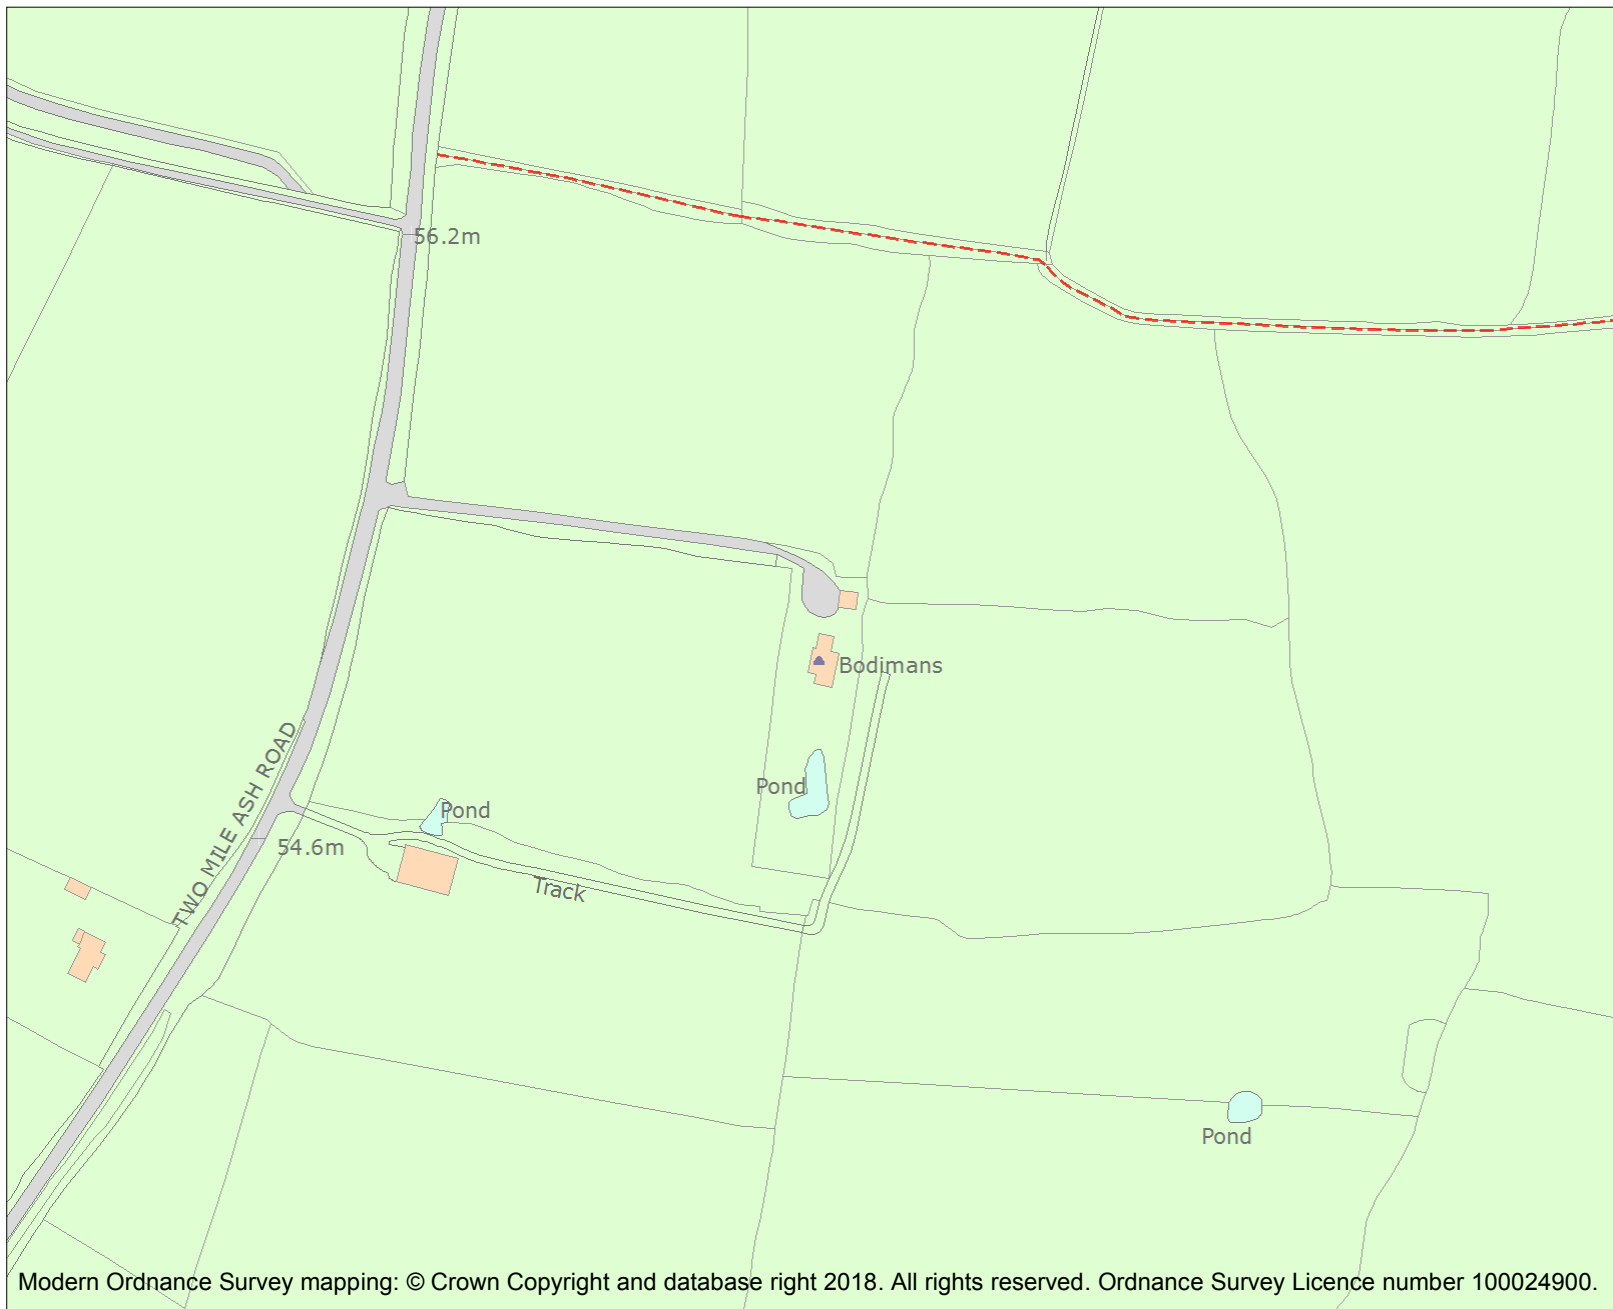 56.2m
Bodimans
TWO MILE ASH ROAD
Pond
Pond
54.6m
Track
Pond
Modern Ordnance Survey mapping: © Crown Copyright and database right 2018. All rights reserved. Ordnance Survey Licence number 100024900.